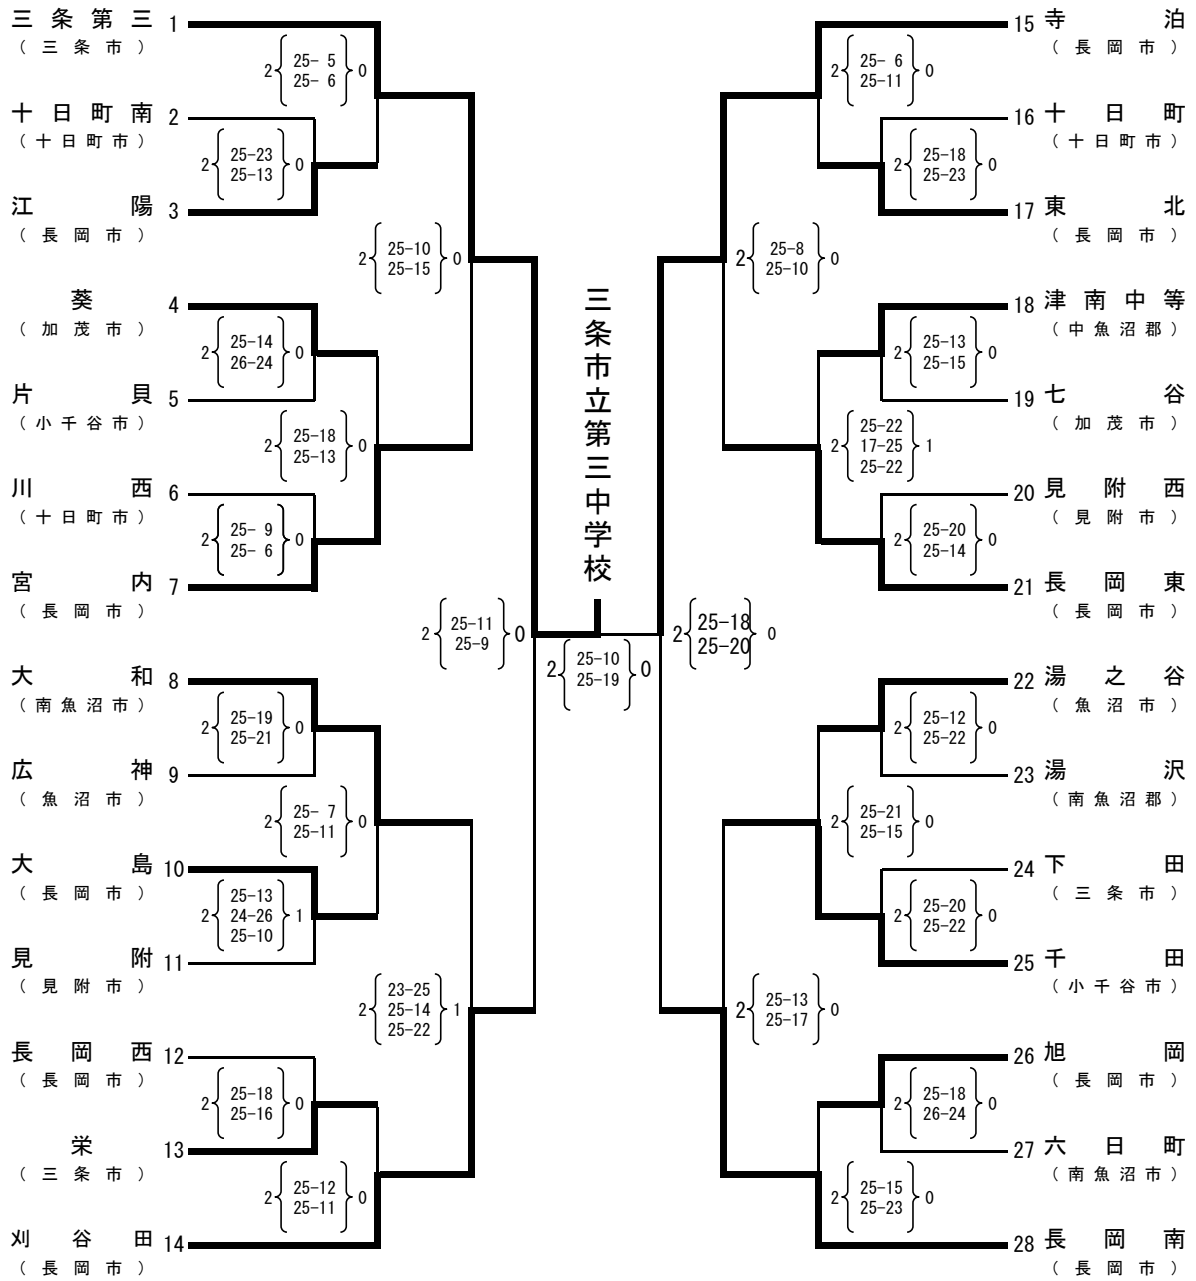 三条第三 1
(三条市)
2 25- 5 0
25- 6
十日町南 2
(十日町市)
2 25-23 0
25-13
江陽 3
(長岡市)
2 25-10 0
25-15
葵 4
(加茂市)
2 25-14 0
26-24
片貝 5
(小千谷市)
2 25-18 0
25-13
川西 6
(十日町市)
2 25- 9 0
25- 6
宮内 7
(長岡市)
2 25-11 0
25-9
大和 8
(南魚沼市)
2 25-19 0
25-21
広神 9
(魚沼市)
2 25- 7 0
25-11
大島 10
(長岡市)
2 25-13 1
24-26
25-10
見附 11
(見附市)
2 23-25 1
25-14
25-22
長岡西 12
(長岡市)
2 25-18 0
25-16
栄 13
(三条市)
2 25-12 0
25-11
刈谷田 14
(長岡市)
三条市立第三中学校
2 25-10 0
25-19
15 寺泊
(長岡市)
2 25- 6 0
25-11
16 十日町
(十日町市)
2 25-18 0
25-23
17 東北
(長岡市)
2 25-8 0
25-10
18 津南中等
(中魚沼郡)
2 25-13 0
25-15
19 七谷
(加茂市)
2 25-22 1
17-25
25-22
20 見附西
(見附市)
2 25-20 0
25-14
21 長岡東
(長岡市)
2 25-18 0
25-20
22 湯之谷
(魚沼市)
2 25-12 0
25-22
23 湯沢
(南魚沼郡)
2 25-21 0
25-15
24 下田
(三条市)
2 25-20 0
25-22
25 千田
(小千谷市)
2 25-13 0
25-17
26 旭岡
(長岡市)
2 25-18 0
26-24
27 六日町
(南魚沼市)
2 25-15 0
25-23
28 長岡南
(長岡市)